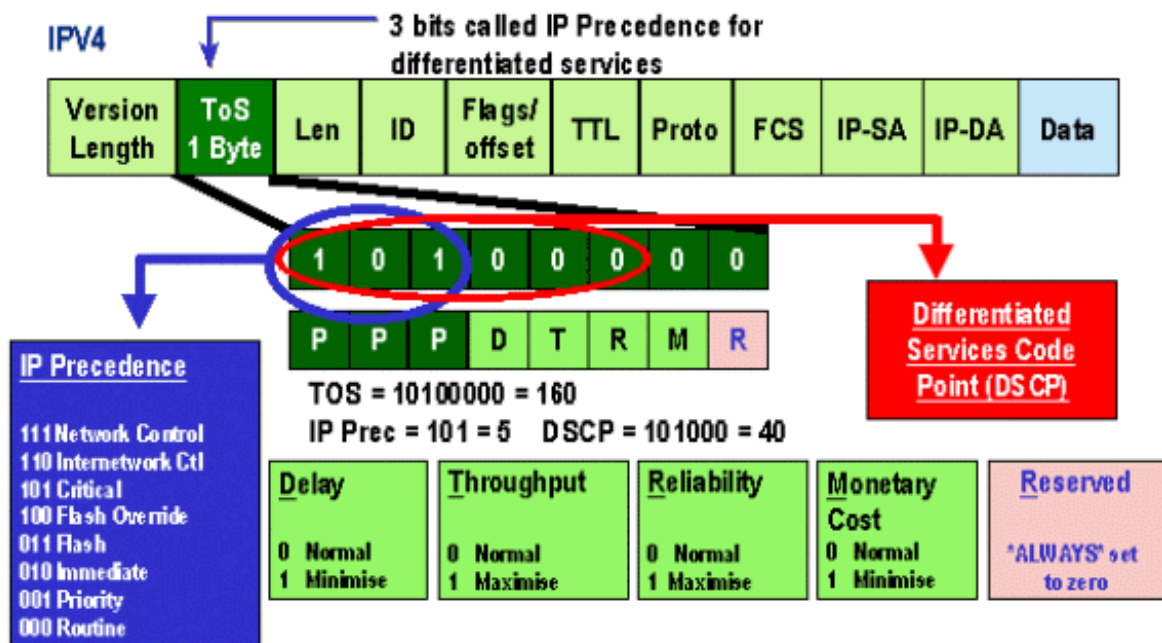 IPV4
3 bits called IP Precedence for
differentiated services
Version
Length
ToS
1 Byte
Len
ID
Flags/
offset
TTL
Proto
FCS
IP-SA
IP-DA
Data
1 0 1 0 0 0 0 0
P P P D T R M R
TOS = 10100000 = 160
IP Prec = 101 = 5 DSCP = 101000 = 40
Differentiated
Services Code
Point (DSCP)
IP Precedence
111 Network Control
110 Internetwork Ctl
101 Critical
100 Flash Override
011 Flash
010 Immediate
001 Priority
000 Routine
Delay
0 Normal
1 Minimise
Throughput
0 Normal
1 Maximise
Reliability
0 Normal
1 Maximise
Monetary
Cost
0 Normal
1 Minimise
Reserved
"ALWAYS" set
to zero